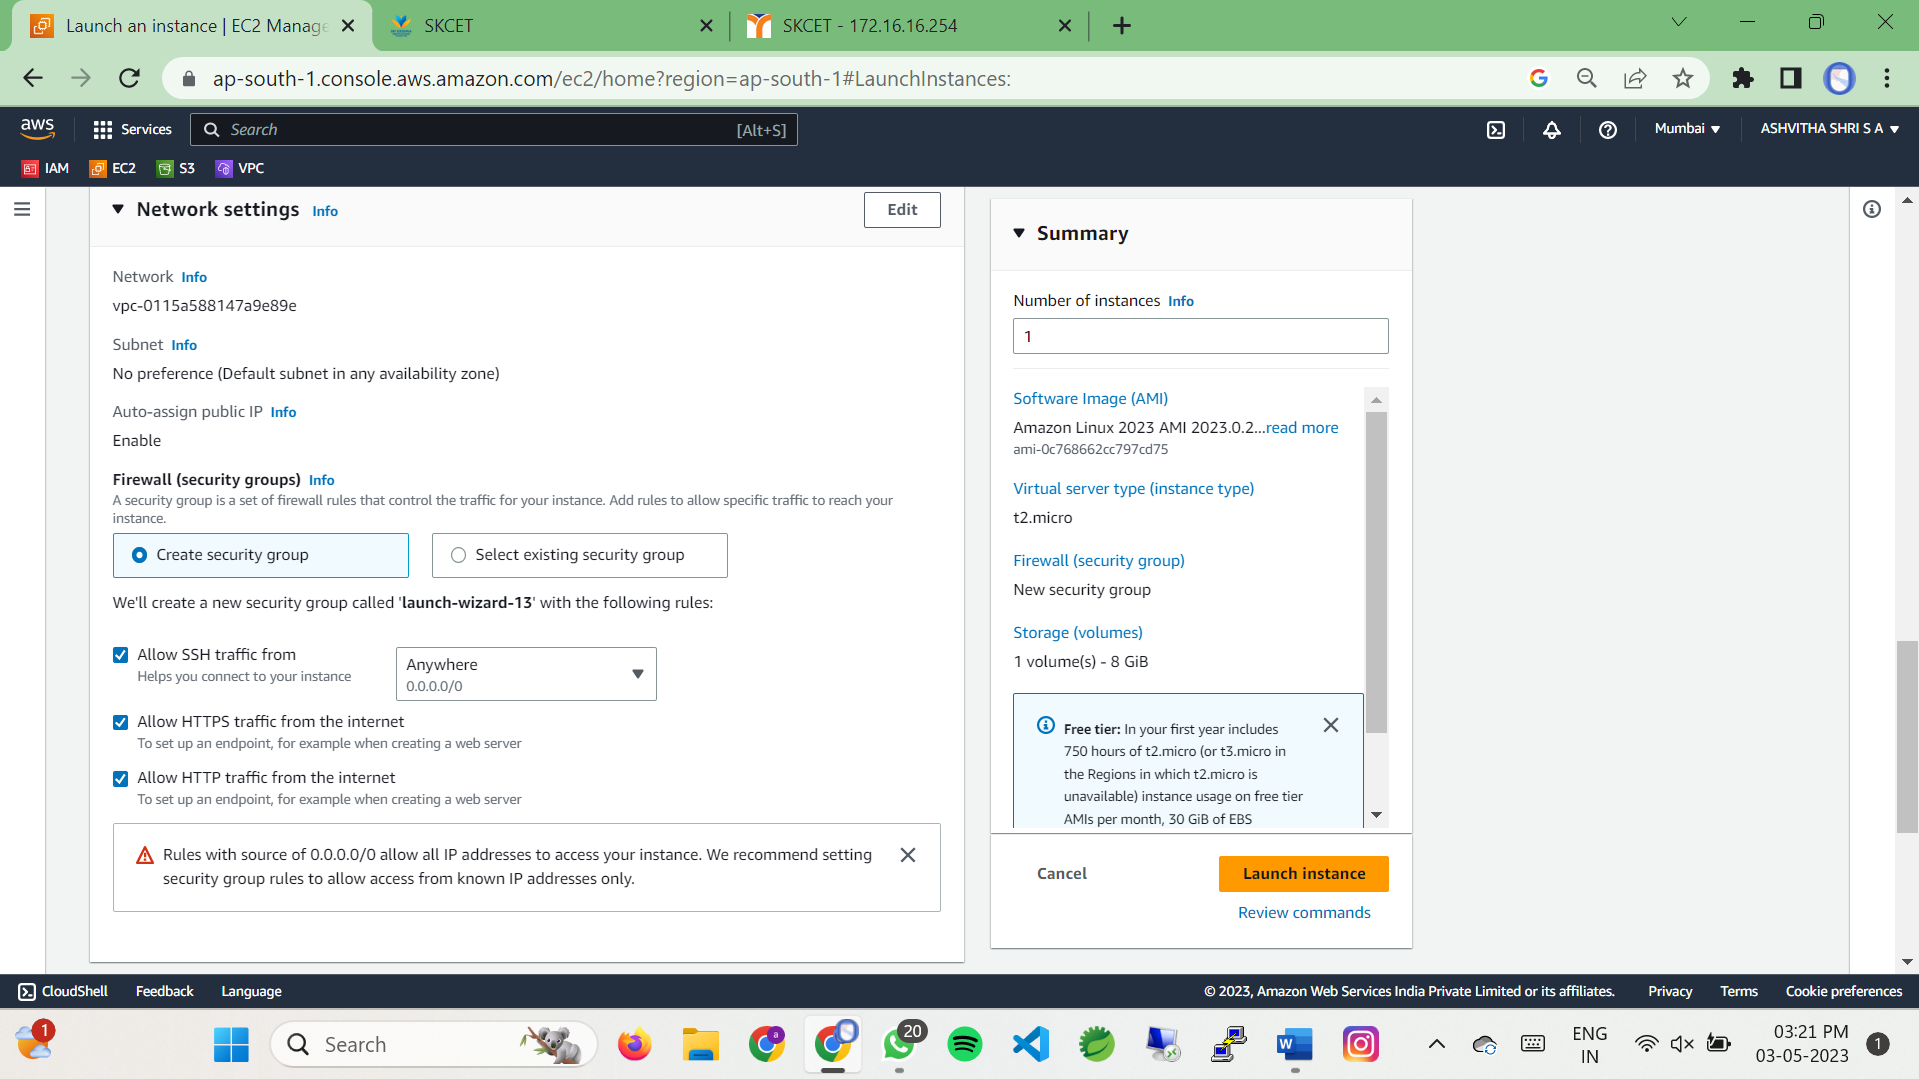 Launch an instance | EC2 Manage
SKCET
SKCET - 172.16.16.254
ap-south-1.console.aws.amazon.com/ec2/home?region=ap-south-1#LaunchInstances:
aws
Services
Search
[Alt+S]
Mumbai
ASHVITHA SHRI S A
IAM
EC2
S3
VPC
Network settings Info
Edit
Network Info
vpc-0115a588147a9e89e
Subnet Info
No preference (Default subnet in any availability zone)
Auto-assign public IP Info
Enable
Firewall (security groups) Info
A security group is a set of firewall rules that control the traffic for your instance. Add rules to allow specific traffic to reach your
instance.
Create security group
Select existing security group
We'll create a new security group called 'launch-wizard-13' with the following rules:
Allow SSH traffic from
Helps you connect to your instance
Anywhere
0.0.0.0/0
Allow HTTPS traffic from the internet
To set up an endpoint, for example when creating a web server
Allow HTTP traffic from the internet
To set up an endpoint, for example when creating a web server
Rules with source of 0.0.0.0/0 allow all IP addresses to access your instance. We recommend setting
security group rules to allow access from known IP addresses only.
Summary
Number of instances Info
1
Software Image (AMI)
Amazon Linux 2023 AMI 2023.0.2...read more
ami-0c768662cc797cd75
Virtual server type (instance type)
t2.micro
Firewall (security group)
New security group
Storage (volumes)
1 volume(s) - 8 GiB
Free tier: In your first year includes
750 hours of t2.micro (or t3.micro in
the Regions in which t2.micro is
unavailable) instance usage on free tier
AMIs per month, 30 GiB of EBS
Cancel
Launch instance
Review commands
CloudShell
Feedback
Language
© 2023, Amazon Web Services India Private Limited or its affiliates.
Privacy
Terms
Cookie preferences
1
Search
a
20
W
ENG
IN
03:21 PM
03-05-2023
1